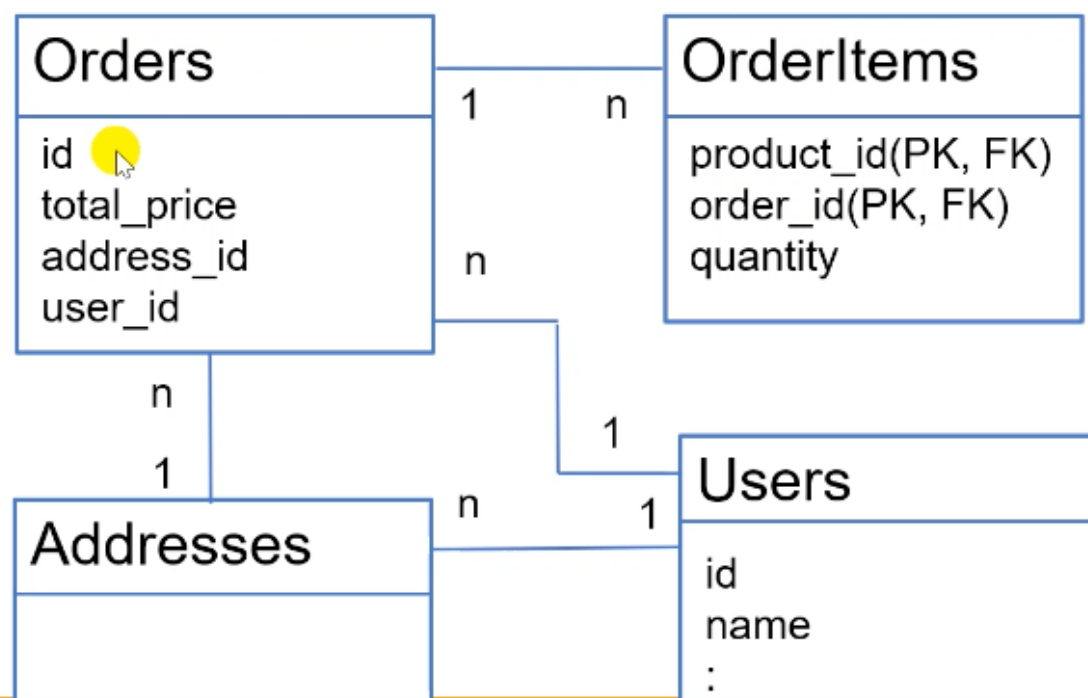 Orders
1
n
OrderItems
id
total_price
address_id
user_id
product_id(PK, FK)
order_id(PK, FK)
quantity
n
n
1
1
Addresses
n
1
Users
id
name
: